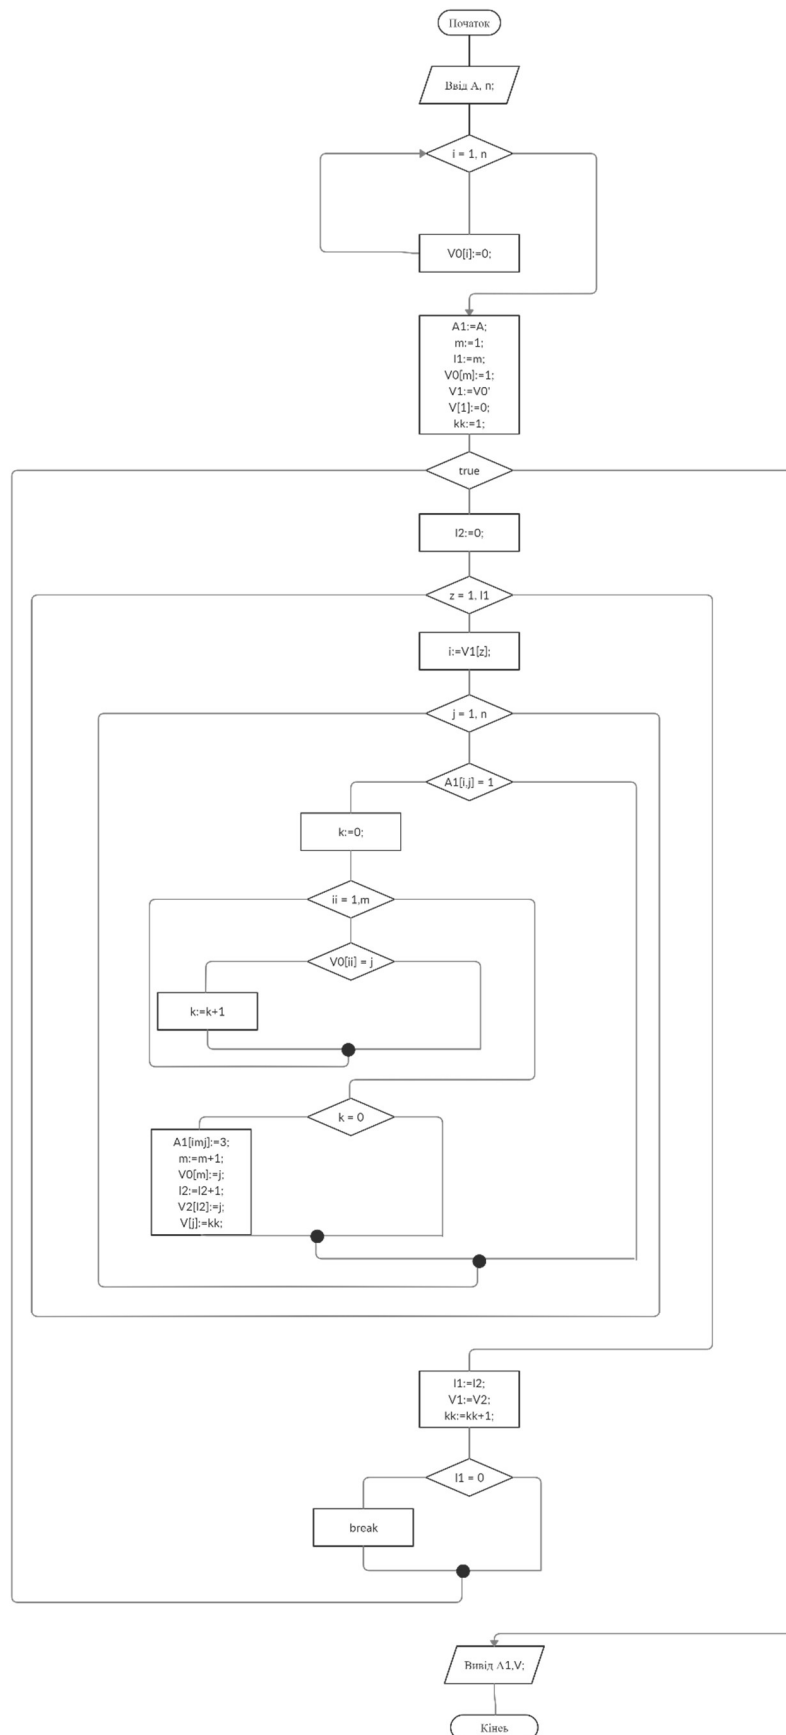 Початок
Ввід A, n;
i = 1, n
V0[i]:=0;
A1:=A;
m:=1;
l1:=m;
V0[m]:=1;
V1:=V0'
V[1]:=0;
kk:=1;
true
l2:=0;
z = 1, l1
i:=V1[z];
j = 1, n
A1[i,j] = 1
k:=0;
ii = 1,m
V0[ii] = j
k:=k+1
k = 0
A1[imj]:=3;
m:=m+1;
V0[m]:=j;
l2:=l2+1;
V2[l2]:=j;
V[j]:=kk;
l1:=l2;
V1:=V2;
kk:=kk+1;
l1 = 0
break
Вивід A1,V;
Кінець